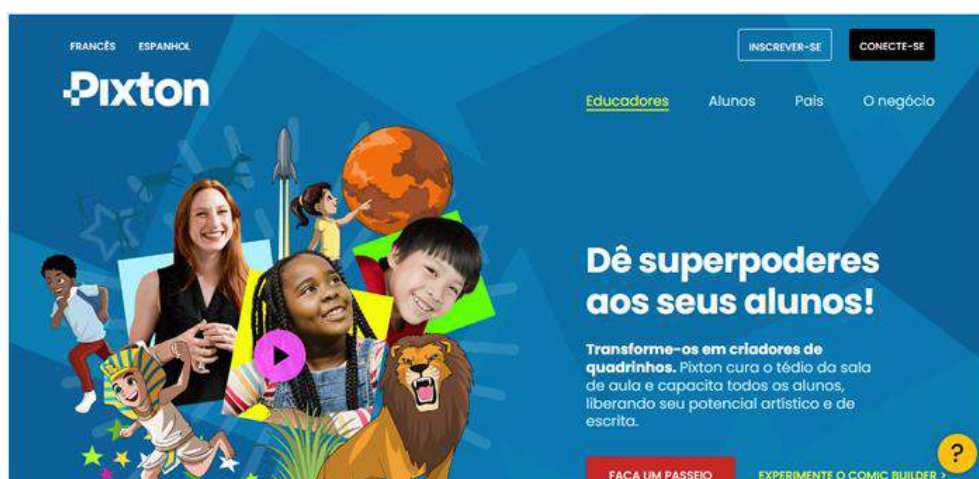 FRANCÊS ESPANHOL
INSCREVER-SE CONECTE-SE
Pixton
Educadores Alunos Pais O negócio
Dê superpoderes
aos seus alunos!
Transforme-os em criadores de
quadrinhos. Pixton cura o tédio da sala
de aula e capacita todos os alunos,
liberando seu potencial artístico e de
escrita.
?
FAÇA UM PASSEIO EXPERIMENTE O COMIC BUILDER >